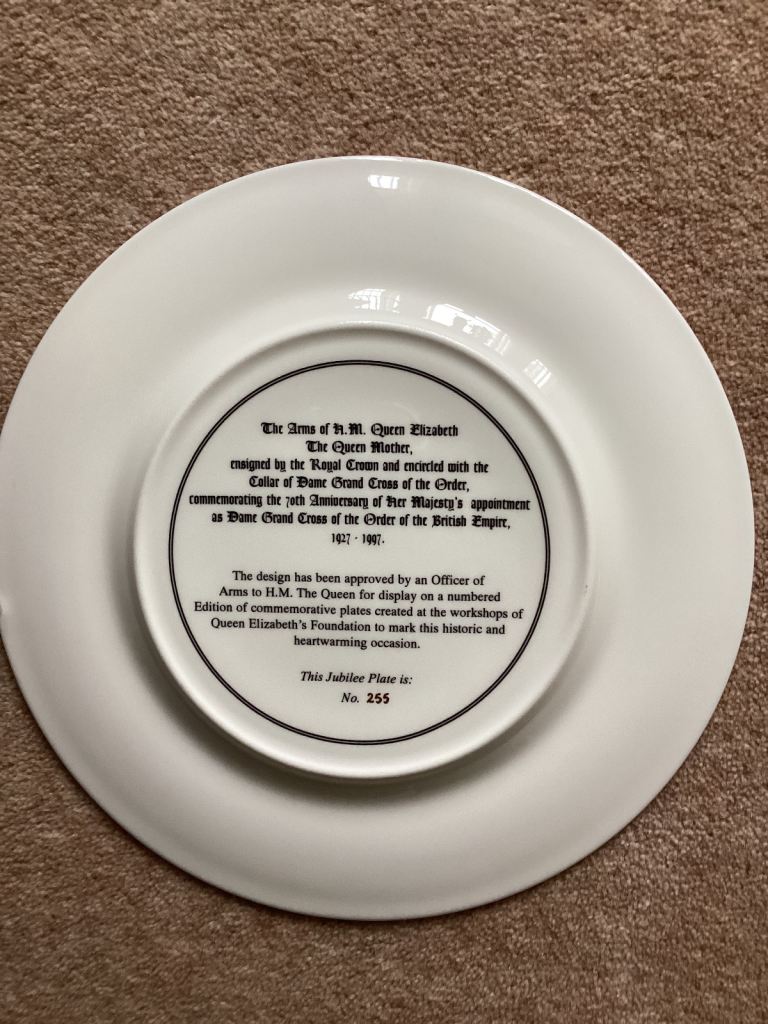 The Arms of H.M. Queen Elizabeth
The Queen Mother,
ensigned by the Royal Crown and encircled with the
Collar of Dame Grand Cross of the Order,
commemorating the 70th Anniversary of Her Majesty's appointment
as Dame Grand Cross of the Order of the British Empire,
1927 - 1997.
The design has been approved by an Officer of
Arms to H.M. The Queen for display on a numbered
Edition of commemorative plates created at the workshops of
Queen Elizabeth's Foundation to mark this historic and
heartwarming occasion.
This Jubilee Plate is:
No. 255